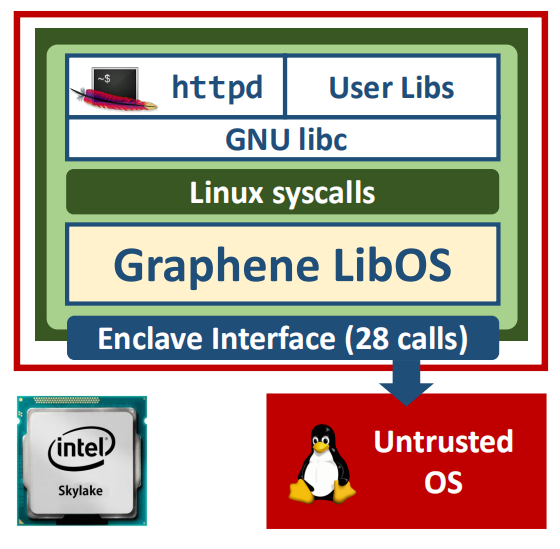 ~$
httpd
User Libs
GNU libc
Linux syscalls
Graphene LibOS
Enclave Interface (28 calls)
intel
Skylake
Untrusted
OS